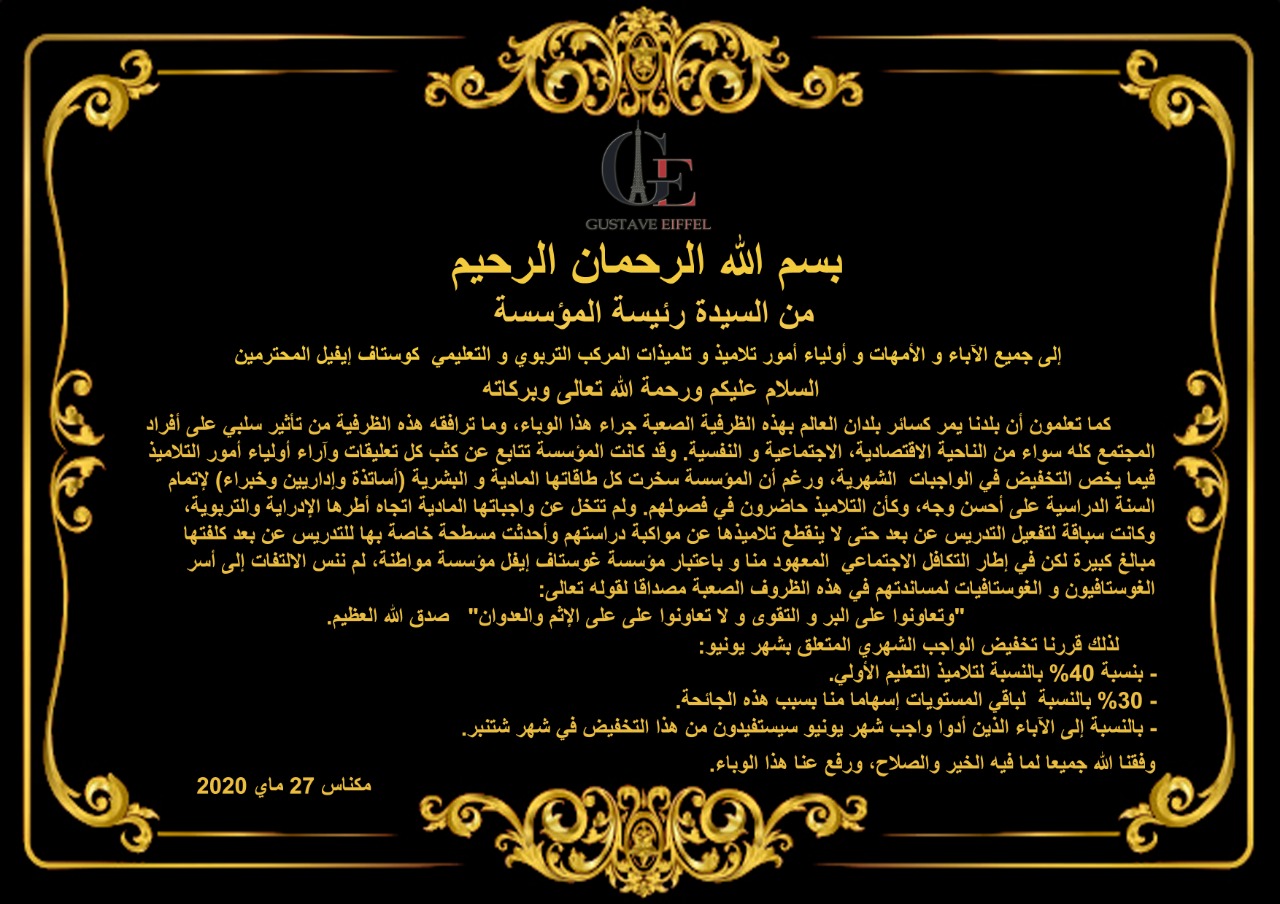 GE
GUSTAVE EIFFEL
بسم الله الرحمان الرحيم
من السيدة رئيسة المؤسسة
إلى جميع الآباء و الأمهات و أولياء أمور تلاميذ و تلميذات المركب التربوي و التعليمي كوستاف إيفيل المحترمين
السلام عليكم ورحمة الله تعالى وبركاته
كما تعلمون أن بلدنا يمر كسائر بلدان العالم بهذه الظرفية الصعبة جراء هذا الوباء، وما ترافقه هذه الظرفية من تأثير سلبي على أفراد
المجتمع كله سواء من الناحية الاقتصادية، الاجتماعية و النفسية. وقد كانت المؤسسة تتابع عن كثب كل تعليقات وآراء أولياء أمور التلاميذ
فيما يخص التخفيض في الواجبات الشهرية، ورغم أن المؤسسة سخرت كل طاقاتها المادية و البشرية (أساتذة وإداريين وخبراء) لإتمام
السنة الدراسية على أحسن وجه، وكأن التلاميذ حاضرون في فصولهم. ولم تتخل عن واجباتها المادية اتجاه أطرها الإدراية والتربوية،
وكانت سباقة لتفعيل التدريس عن بعد حتى لا ينقطع تلاميذها عن مواكبة دراستهم وأحدثت مسطحة خاصة بها للتدريس عن بعد كلفتها
مبالغ كبيرة لكن في إطار التكافل الاجتماعي المعهود منا و باعتبار مؤسسة غوستاف إيفل مؤسسة مواطنة، لم ننس الالتفات إلى أسر
الغوستافيون و الغوستافيات لمساندتهم في هذه الظروف الصعبة مصداقا لقوله تعالى:
"وتعاونوا على البر و التقوى و لا تعاونوا على على الإثم والعدوان" صدق الله العظيم.
لذلك قررنا تخفيض الواجب الشهري المتعلق بشهر يونيو:
- بنسبة 40% بالنسبة لتلاميذ التعليم الأولي.
- 30% بالنسبة لباقي المستويات إسهاما منا بسبب هذه الجائحة.
- بالنسبة إلى الآباء الذين أدوا واجب شهر يونيو سيستفيدون من هذا التخفيض في شهر شتنبر.
وفقنا الله جميعا لما فيه الخير والصلاح، ورفع عنا هذا الوباء.
مكناس 27 ماي 2020